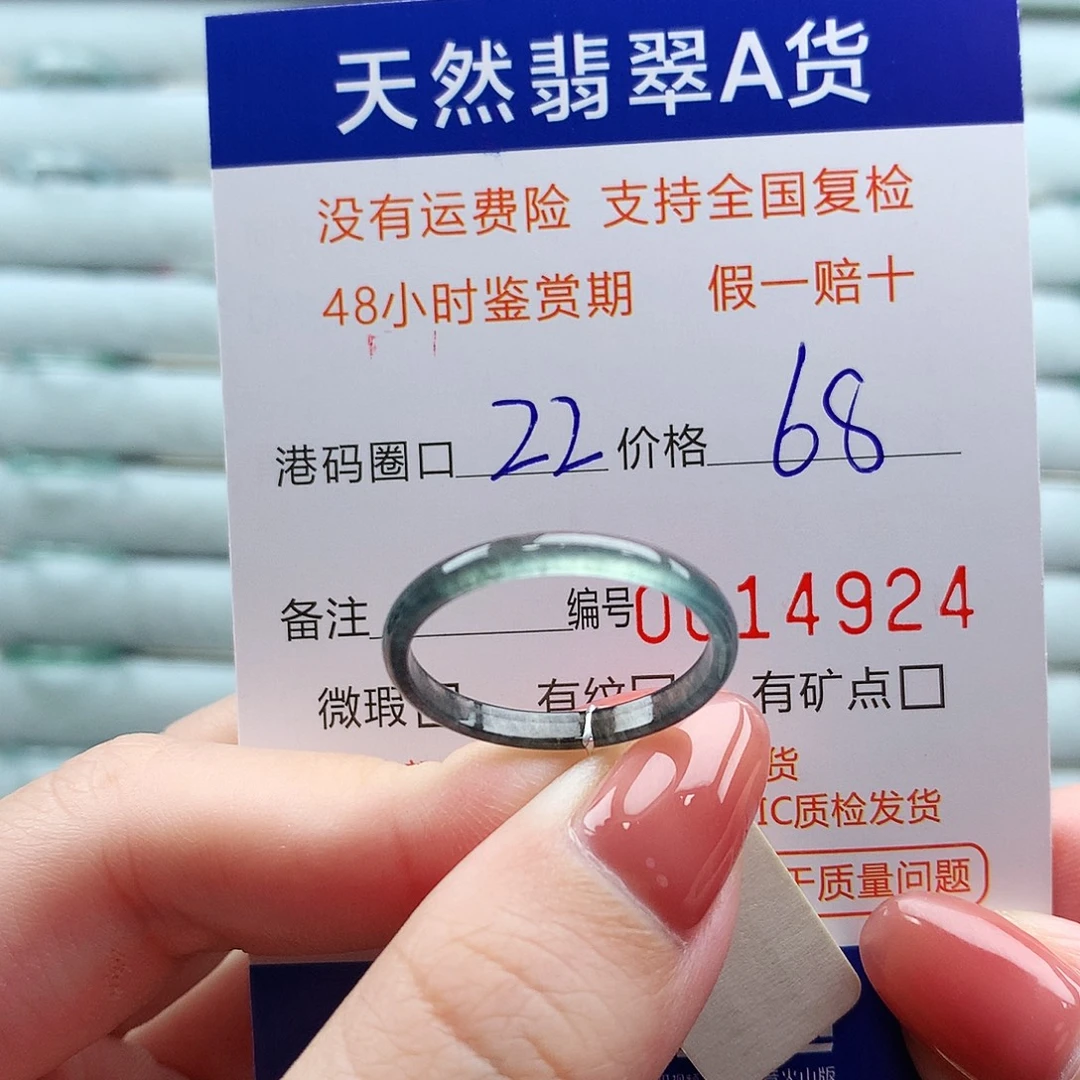 天然翡翠A货
没有运费险 支持全国复检
48小时鉴赏期 假一赔十
港码圈口 22 价格 68
备注 编号 0014924
微瑕 有纹 有矿点□
货
IC质检发货
于质量问题